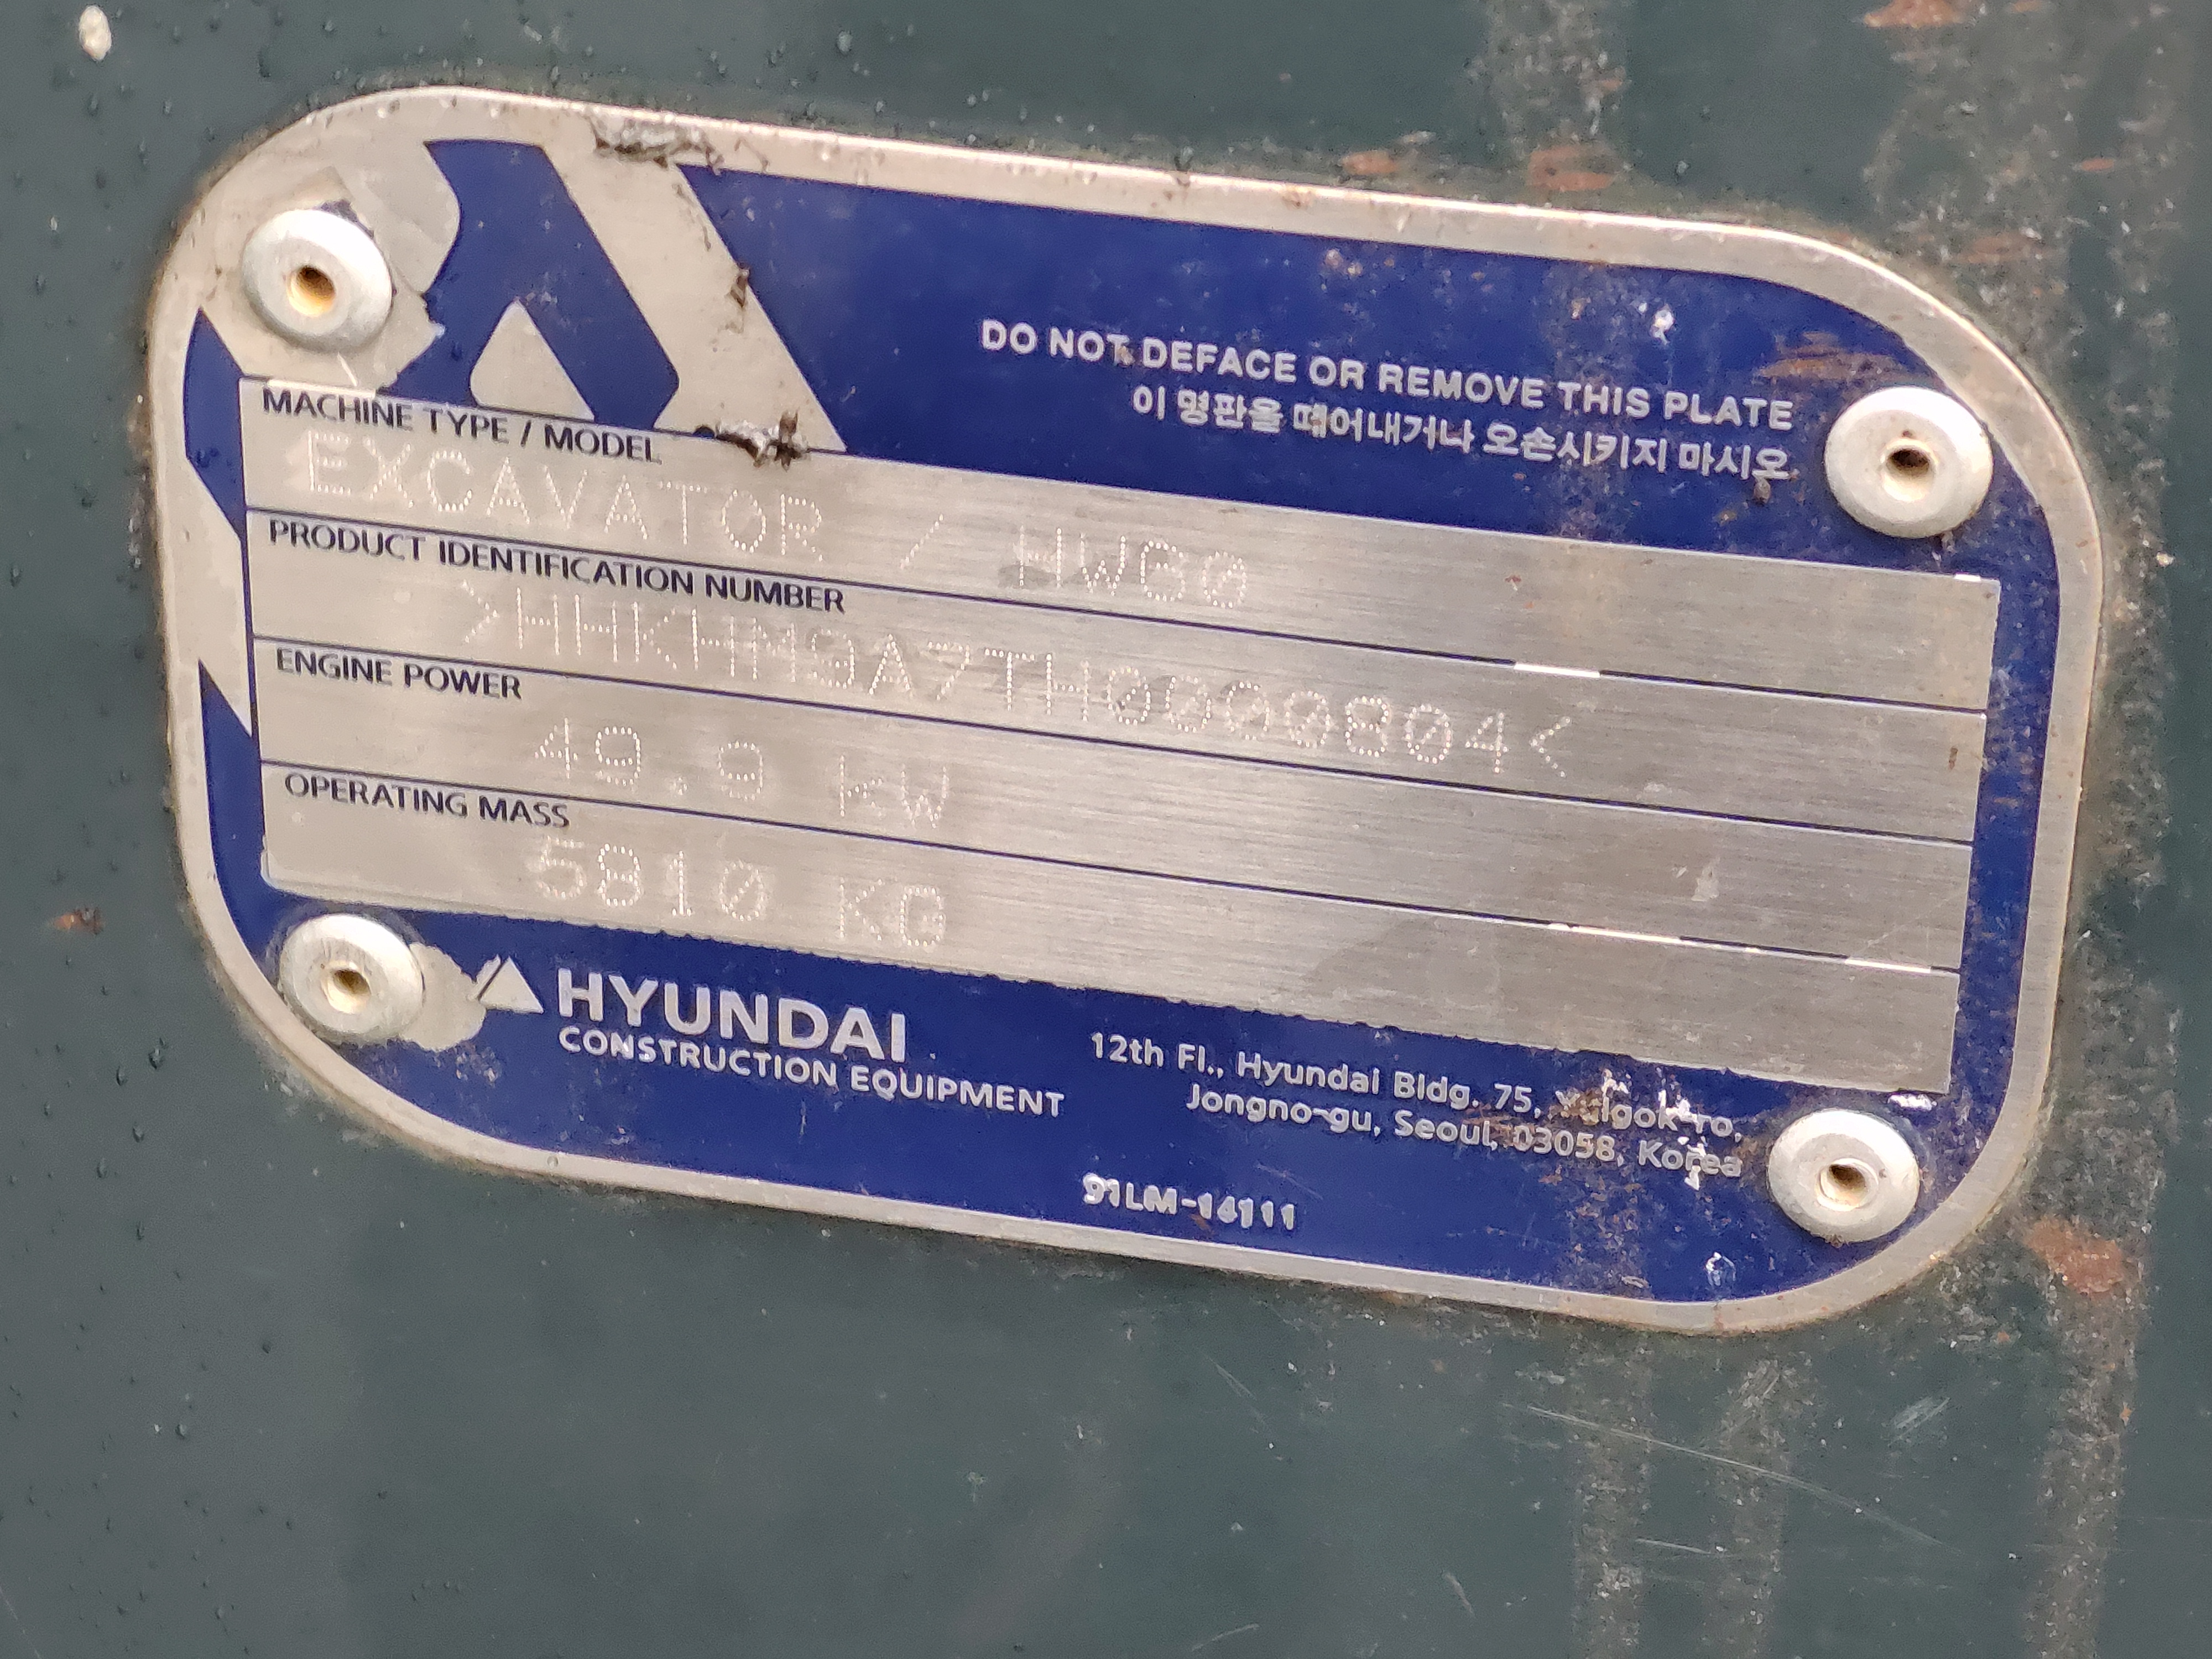 DO NOT DEFACE OR REMOVE THIS PLATE
이 명판을 떼어내거나 오손시키지 마시오
MACHINE TYPE / MODEL
EXCAVATOR / HW60
PRODUCT IDENTIFICATION NUMBER
>HHKHM9A7TH0000804<
ENGINE POWER
49.9 kW
OPERATING MASS
5810 KG
HYUNDAI
CONSTRUCTION EQUIPMENT
12th Fl., Hyundai Bldg. 75, Yulgok-ro,
Jongno-gu, Seoul, 03058, Korea
91LM-14111